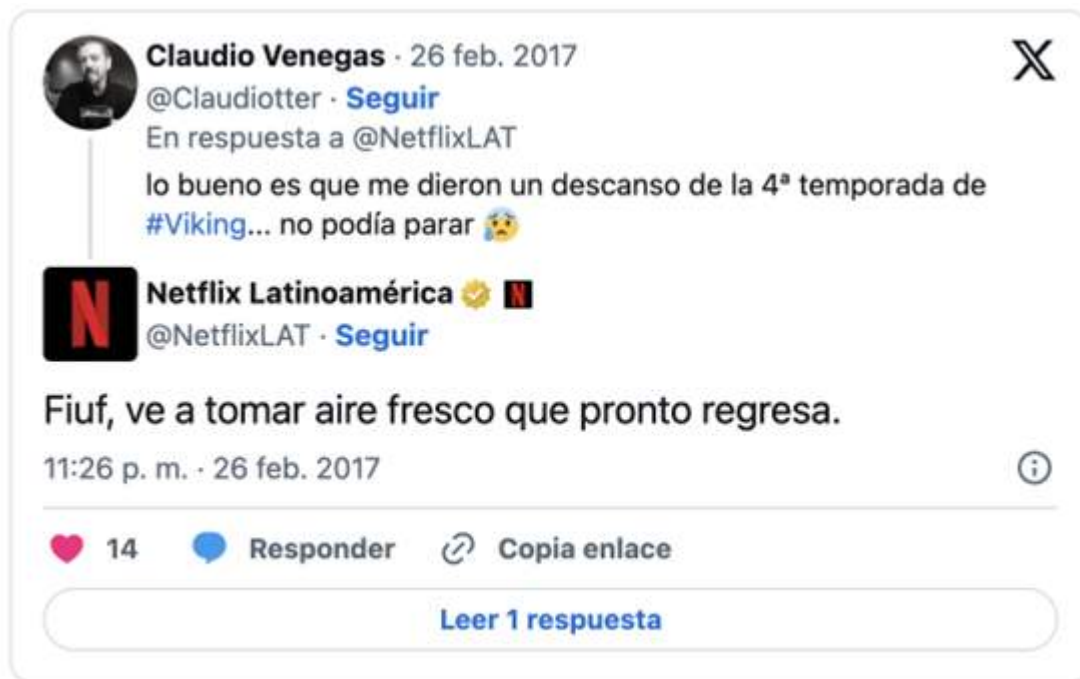 Claudio Venegas · 26 feb. 2017
@Claudiotter · Seguir
En respuesta a @NetflixLAT
lo bueno es que me dieron un descanso de la 4ª temporada de
#Viking... no podía parar 😰
Netflix Latinoamérica
@NetflixLAT · Seguir
Fiuf, ve a tomar aire fresco que pronto regresa.
11:26 p. m. · 26 feb. 2017
14 Responder Copia enlace
Leer 1 respuesta